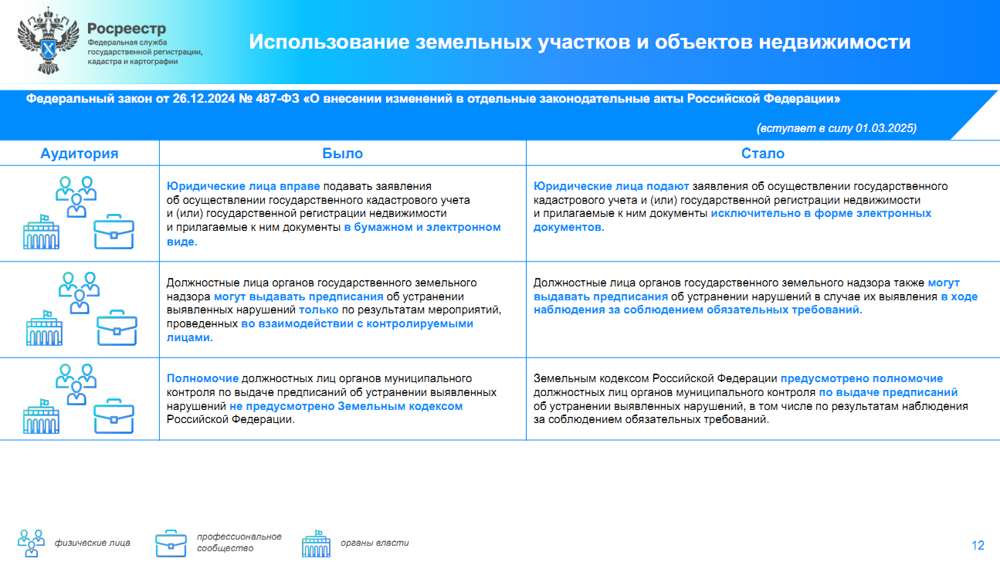 Росреестр
Федеральная служба
государственной регистрации,
кадастра и картографии
Использование земельных участков и объектов недвижимости
Федеральный закон от 26.12.2024 № 487-ФЗ «О внесении изменений в отдельные законодательные акты Российской Федерации»
(вступает в силу 01.03.2025)
Аудитория
Было
Стало
Юридические лица вправе подавать заявления
об осуществлении государственного кадастрового учета
и (или) государственной регистрации недвижимости
и прилагаемые к ним документы в бумажном и электронном
виде.
Юридические лица подают заявления об осуществлении государственного
кадастрового учета и (или) государственной регистрации недвижимости
и прилагаемые к ним документы исключительно в форме электронных
документов.
Должностные лица органов государственного земельного
надзора могут выдавать предписания об устранении
выявленных нарушений только по результатам мероприятий,
проведенных во взаимодействии с контролируемыми
лицами.
Должностные лица органов государственного земельного надзора также могут
выдавать предписания об устранении нарушений в случае их выявления в ходе
наблюдения за соблюдением обязательных требований.
Полномочие должностных лиц органов муниципального
контроля по выдаче предписаний об устранении выявленных
нарушений не предусмотрено Земельным кодексом
Российской Федерации.
Земельным кодексом Российской Федерации предусмотрено полномочие
должностных лиц органов муниципального контроля по выдаче предписаний
об устранении выявленных нарушений, в том числе по результатам наблюдения
за соблюдением обязательных требований.
физические лица
профессиональное
сообщество
органы власти
12